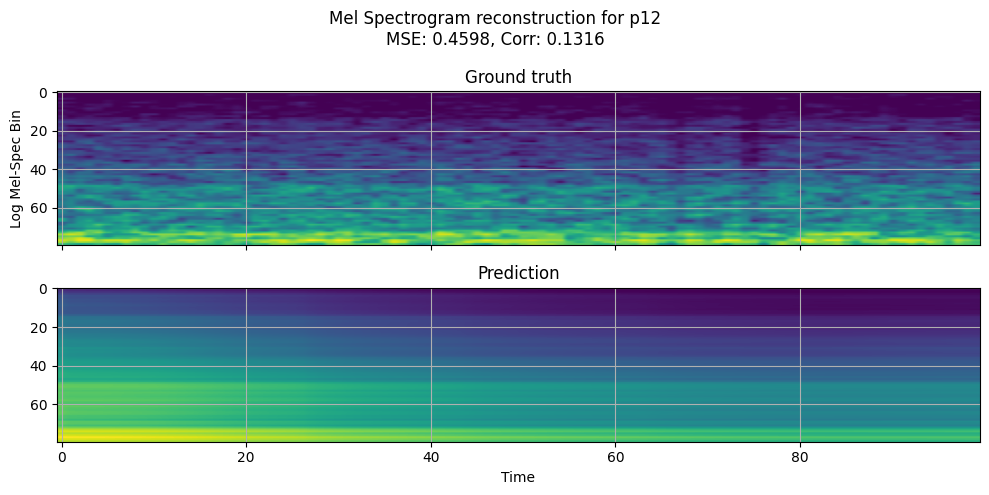 Mel Spectrogram reconstruction for p12
MSE: 0.4598, Corr: 0.1316
Ground truth
0
20
40
60
Log Mel-Spec Bin
Prediction
0
20
40
60
0 20 40 60 80
Time